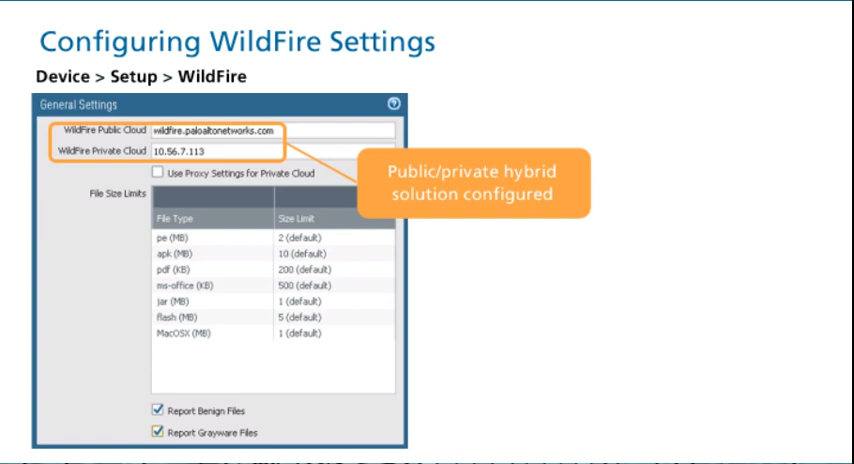 Configuring WildFire Settings
Device > Setup > WildFire
General Settings
WildFire Public Cloud wildfire.paloaltonetworks.com
WildFire Private Cloud 10.56.7.113
Use Proxy Settings for Private Cloud
Public/private hybrid
solution configured
File Size Limits
File Type Size Limit
pe (MB) 2 (default)
apk (MB) 10 (default)
pdf (KB) 200 (default)
ms-office (KB) 500 (default)
jar (MB) 1 (default)
flash (MB) 5 (default)
MacOSX (MB) 1 (default)
Report Benign Files
Report Grayware Files